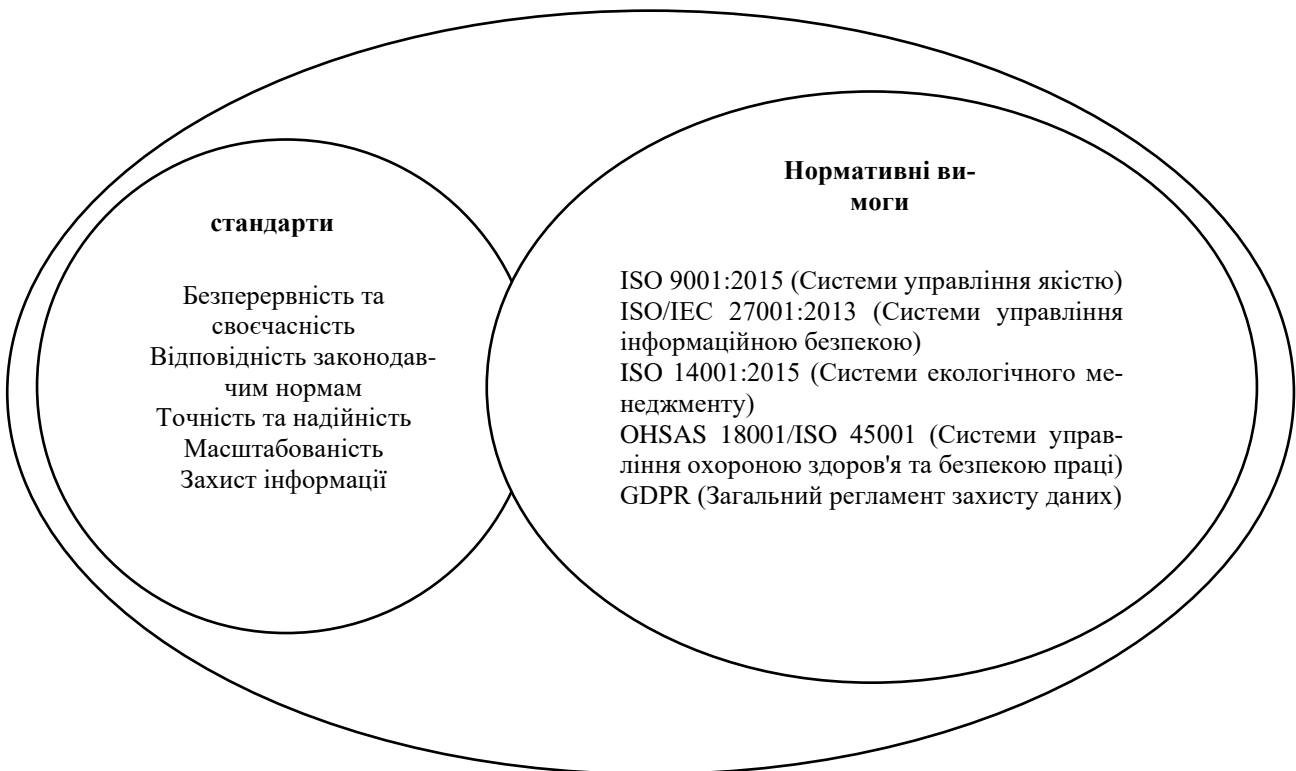 стандарти
Безперервність та
своєчасність
Відповідність законодав-
чим нормам
Точність та надійність
Масштабованість
Захист інформації
Нормативні ви-
моги
ISO 9001:2015 (Системи управління якістю)
ISO/IEC 27001:2013 (Системи управління
інформаційною безпекою)
ISO 14001:2015 (Системи екологічного ме-
неджменту)
OHSAS 18001/ISO 45001 (Системи управ-
ління охороною здоров'я та безпекою праці)
GDPR (Загальний регламент захисту даних)